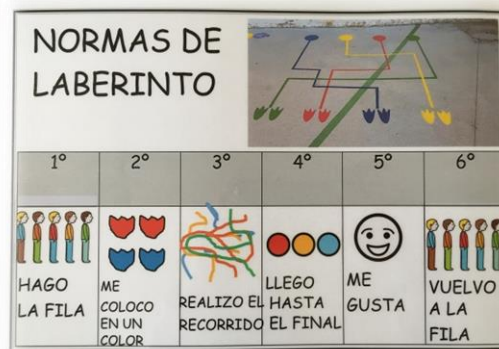 NORMAS DE
LABERINTO
1º 2º 3º 4º 5º 6º
HAGO
LA FILA
ME
COLOCO
EN UN
COLOR
REALIZO EL
RECORRIDO
LLEGO
HASTA
EL FINAL
ME
GUSTA
VUELVO
A LA
FILA